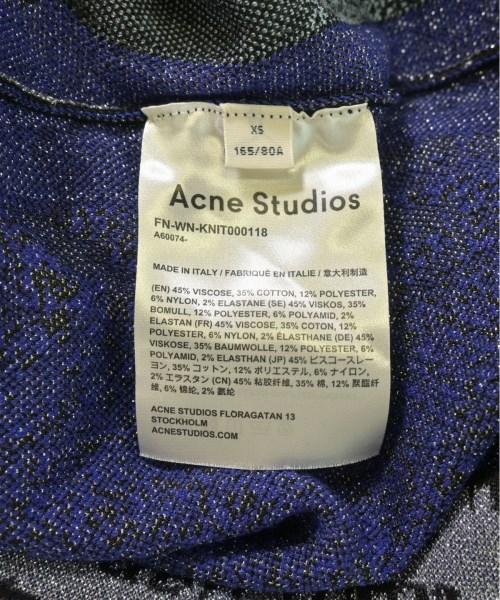 XS
165/80A
Acne Studios
FN-WN-KNIT000118
A60074-
MADE IN ITALY / FABRIQUÉ EN ITALIE / 意大利制造
(EN) 45% VISCOSE, 35% COTTON, 12% POLYESTER,
6% NYLON, 2% ELASTANE (SE) 45% VISKOS, 35%
BOMULL, 12% POLYESTER, 6% POLYAMID, 2%
ELASTAN (FR) 45% VISCOSE, 35% COTON, 12%
POLYESTER, 6% NYLON, 2% ÉLASTHANE (DE) 45%
VISKOSE, 35% BAUMWOLLE, 12% POLYESTER, 6%
POLYAMID, 2% ELASTHAN (JP) 45% ビスコースレー
ヨン, 35% コットン, 12% ポリエステル, 6% ナイロン,
2% エラスタン (CN) 45% 粘胶纤维, 35% 棉, 12% 聚酯纤
维, 6% 锦纶, 2% 氨纶
ACNE STUDIOS FLORAGATAN 13
STOCKHOLM
ACNESTUDIOS.COM